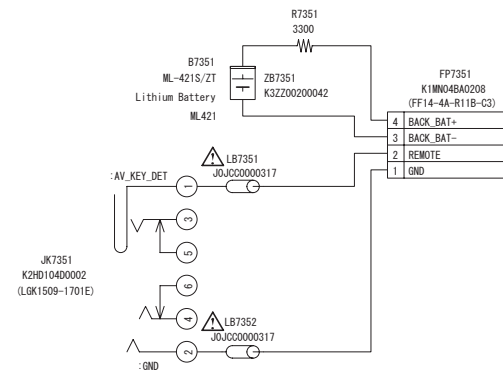 R7351
3300
B7351
ML-421S/ZT
Lithium Battery
ML421
ZB7351
K3ZZ00200042
FP7351
K1MN04BA0208
(FF14-4A-R11B-C3)
4 BACK_BAT+
3 BACK_BAT-
2 REMOTE
1 GND
LB7351
J0JCC0000317
:AV_KEY_DET
1
3
5
JK7351
K2HD104D0002
(LGK1509-1701E)
6
4
LB7352
J0JCC0000317
2
:GND